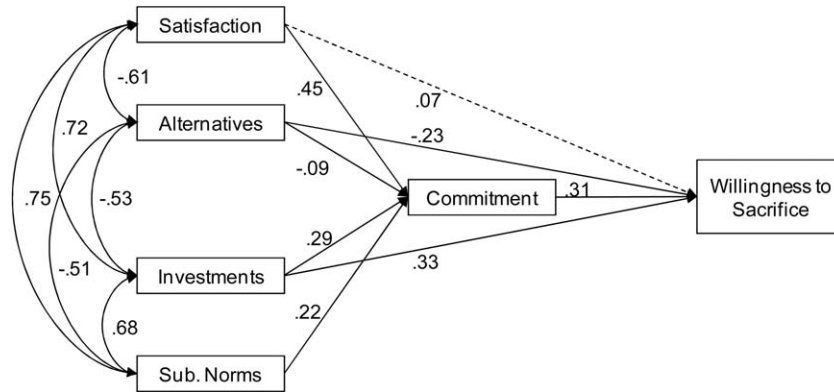 Satisfaction
-.61
.45
.07
.72
Alternatives
-.23
-.09
.75
-.53
Commitment
.31
Willingness to
Sacrifice
-.51
.29
Investments
.33
.22
.68
Sub. Norms